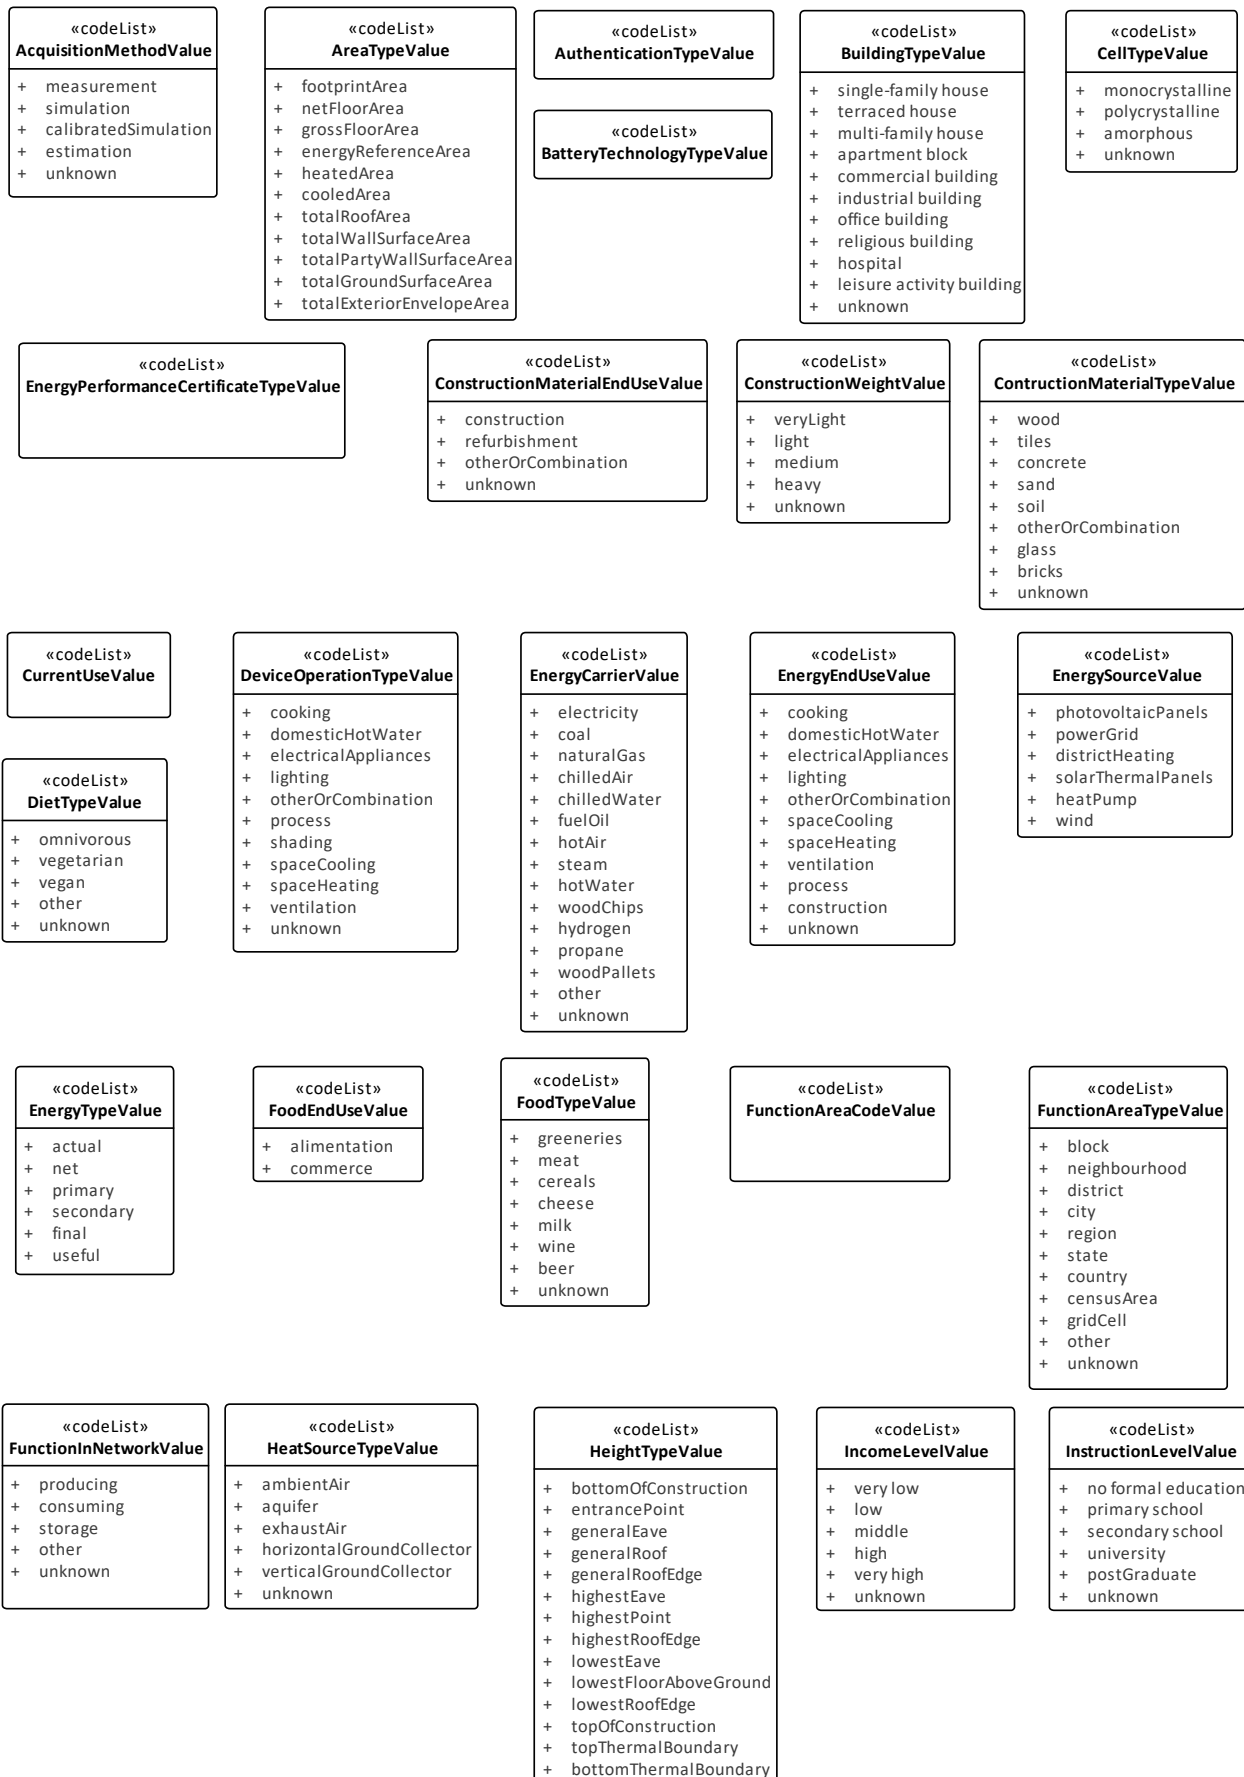 «codeList»
AcquisitionMethodValue
+ measurement
+ simulation
+ calibratedSimulation
+ estimation
+ unknown
«codeList»
AreaTypeValue
+ footprintArea
+ netFloorArea
+ grossFloorArea
+ energyReferenceArea
+ heatedArea
+ cooledArea
+ totalRoofArea
+ totalWallSurfaceArea
+ totalPartyWallSurfaceArea
+ totalGroundSurfaceArea
+ totalExteriorEnvelopeArea
«codeList»
AuthenticationTypeValue
«codeList»
BatteryTechnologyTypeValue
«codeList»
BuildingTypeValue
+ single-family house
+ terraced house
+ multi-family house
+ apartment block
+ commercial building
+ industrial building
+ office building
+ religious building
+ hospital
+ leisure activity building
+ unknown
«codeList»
CellTypeValue
+ monocrystalline
+ polycrystalline
+ amorphous
+ unknown
«codeList»
EnergyPerformanceCertificateTypeValue
«codeList»
ConstructionMaterialEndUseValue
+ construction
+ refurbishment
+ otherOrCombination
+ unknown
«codeList»
ConstructionWeightValue
+ veryLight
+ light
+ medium
+ heavy
+ unknown
«codeList»
ContructionMaterialTypeValue
+ wood
+ tiles
+ concrete
+ sand
+ soil
+ otherOrCombination
+ glass
+ bricks
+ unknown
«codeList»
CurrentUseValue
«codeList»
DietTypeValue
+ omnivorous
+ vegetarian
+ vegan
+ other
+ unknown
«codeList»
DeviceOperationTypeValue
+ cooking
+ domesticHotWater
+ electricalAppliances
+ lighting
+ otherOrCombination
+ process
+ shading
+ spaceCooling
+ spaceHeating
+ ventilation
+ unknown
«codeList»
EnergyCarrierValue
+ electricity
+ coal
+ naturalGas
+ chilledAir
+ chilledWater
+ fuelOil
+ hotAir
+ steam
+ hotWater
+ woodChips
+ hydrogen
+ propane
+ woodPallets
+ other
+ unknown
«codeList»
EnergyEndUseValue
+ cooking
+ domesticHotWater
+ electricalAppliances
+ lighting
+ otherOrCombination
+ spaceCooling
+ spaceHeating
+ ventilation
+ process
+ construction
+ unknown
«codeList»
EnergySourceValue
+ photovoltaicPanels
+ powerGrid
+ districtHeating
+ solarThermalPanels
+ heatPump
+ wind
«codeList»
EnergyTypeValue
+ actual
+ net
+ primary
+ secondary
+ final
+ useful
«codeList»
FoodEndUseValue
+ alimentation
+ commerce
«codeList»
FoodTypeValue
+ greeneries
+ meat
+ cereals
+ cheese
+ milk
+ wine
+ beer
+ unknown
«codeList»
FunctionAreaCodeValue
«codeList»
FunctionAreaTypeValue
+ block
+ neighbourhood
+ district
+ city
+ region
+ state
+ country
+ censusArea
+ gridCell
+ other
+ unknown
«codeList»
FunctionInNetworkValue
+ producing
+ consuming
+ storage
+ other
+ unknown
«codeList»
HeatSourceTypeValue
+ ambientAir
+ aquifer
+ exhaustAir
+ horizontalGroundCollector
+ verticalGroundCollector
+ unknown
«codeList»
HeightTypeValue
+ bottomOfConstruction
+ entrancePoint
+ generalEave
+ generalRoof
+ generalRoofEdge
+ highestEave
+ highestPoint
+ highestRoofEdge
+ lowestEave
+ lowestFloorAboveGround
+ lowestRoofEdge
+ topOfConstruction
+ topThermalBoundary
+ bottomThermalBoundary
«codeList»
IncomeLevelValue
+ very low
+ low
+ middle
+ high
+ very high
+ unknown
«codeList»
InstructionLevelValue
+ no formal education
+ primary school
+ secondary school
+ university
+ postGraduate
+ unknown